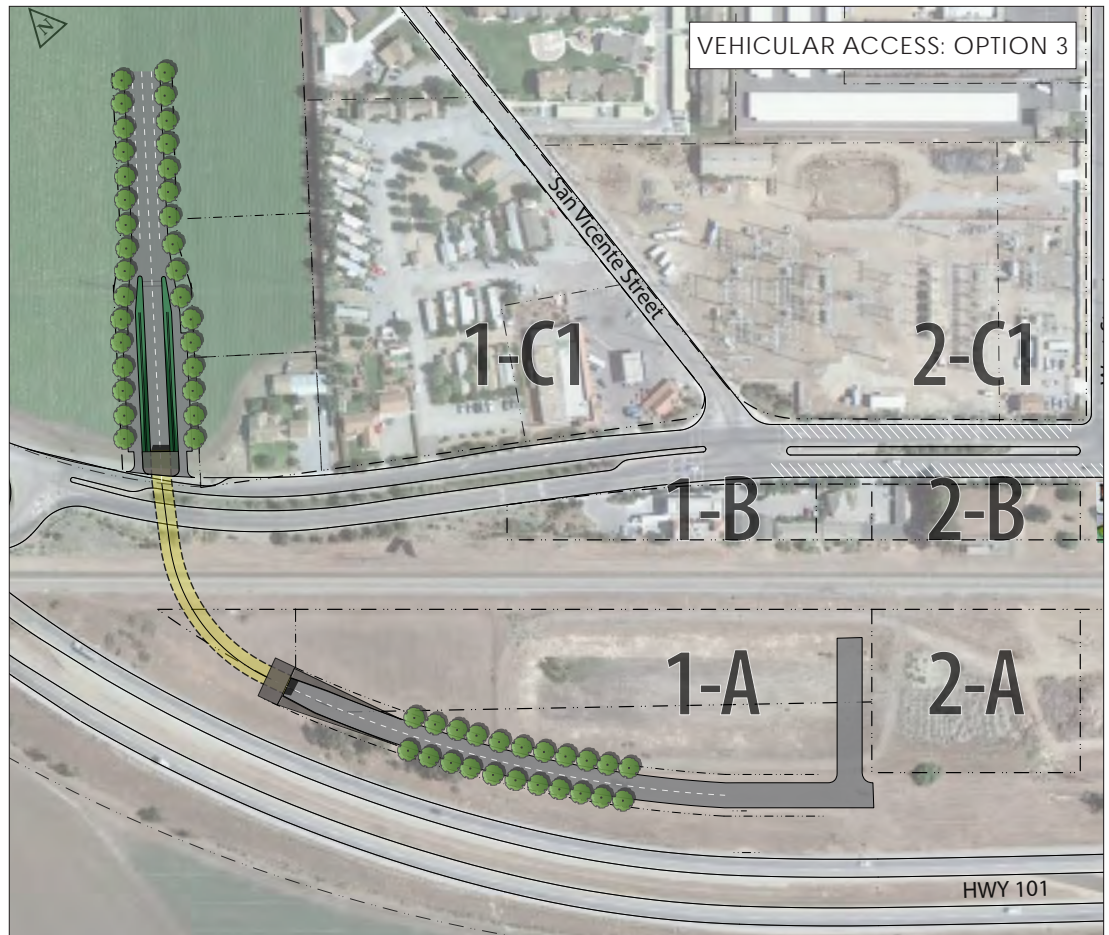 N
VEHICULAR ACCESS: OPTION 3
San Vicente Street
1-C1
2-C1
1-B
2-B
1-A
2-A
HWY 101